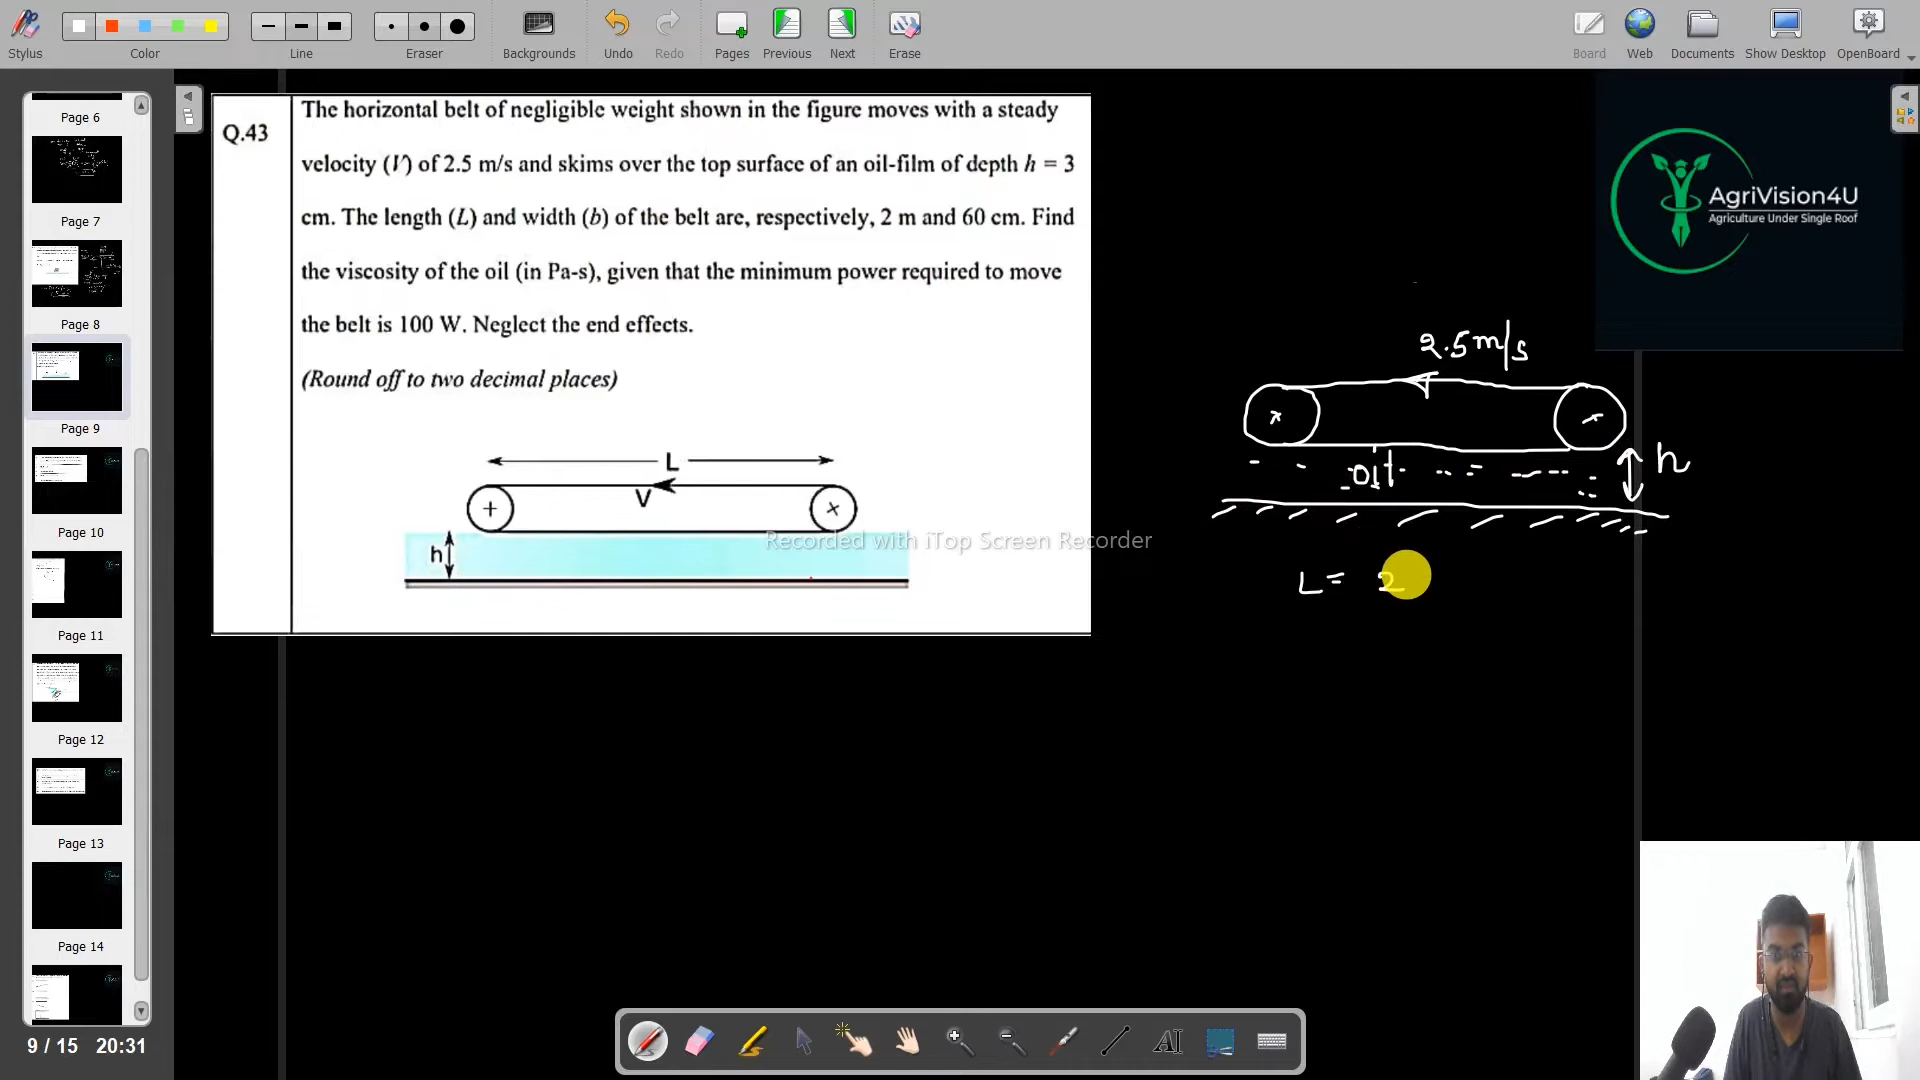 Stylus
Color
Line
Eraser
Backgrounds
Undo
Redo
Pages
Previous
Next
Erase
Board
Web
Documents
Show Desktop
OpenBoard
Page 6
Page 7
Page 8
Page 9
Page 10
Page 11
Page 12
Page 13
Page 14
9 / 15 20:31
Q.43
The horizontal belt of negligible weight shown in the figure moves with a steady
velocity (V) of 2.5 m/s and skims over the top surface of an oil-film of depth h = 3
cm. The length (L) and width (b) of the belt are, respectively, 2 m and 60 cm. Find
the viscosity of the oil (in Pa-s), given that the minimum power required to move
the belt is 100 W. Neglect the end effects.
(Round off to two decimal places)
L
V
h
Recorded with iTop Screen Recorder
AgriVision4U
Agriculture Under Single Roof
2.5 m/s
oil
h
L = 2
AI